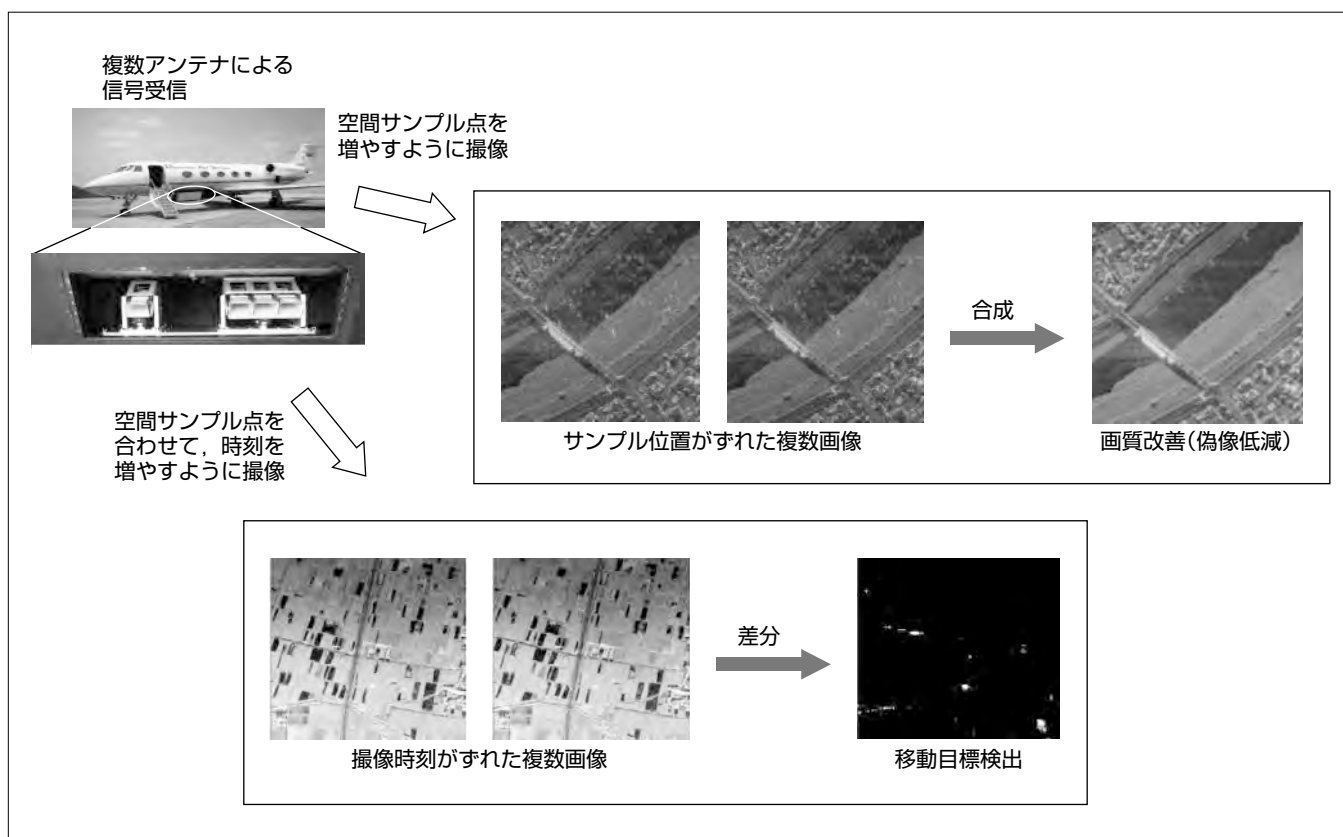 複数アンテナによる
信号受信
空間サンプル点を
増やすように撮像
合成
サンプル位置がずれた複数画像
画質改善(偽像低減)
空間サンプル点を
合わせて，時刻を
増やすように撮像
差分
撮像時刻がずれた複数画像
移動目標検出